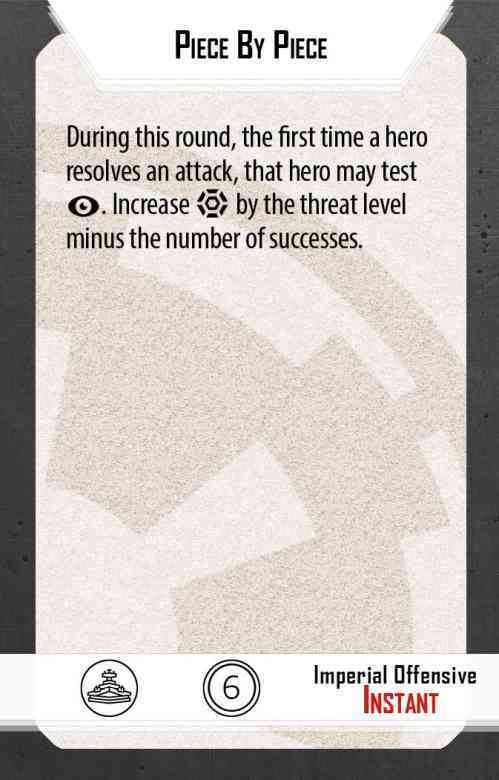 Piece By Piece
During this round, the first time a hero
resolves an attack, that hero may test
. Increase by the threat level
minus the number of successes.
6
Imperial Offensive
Instant